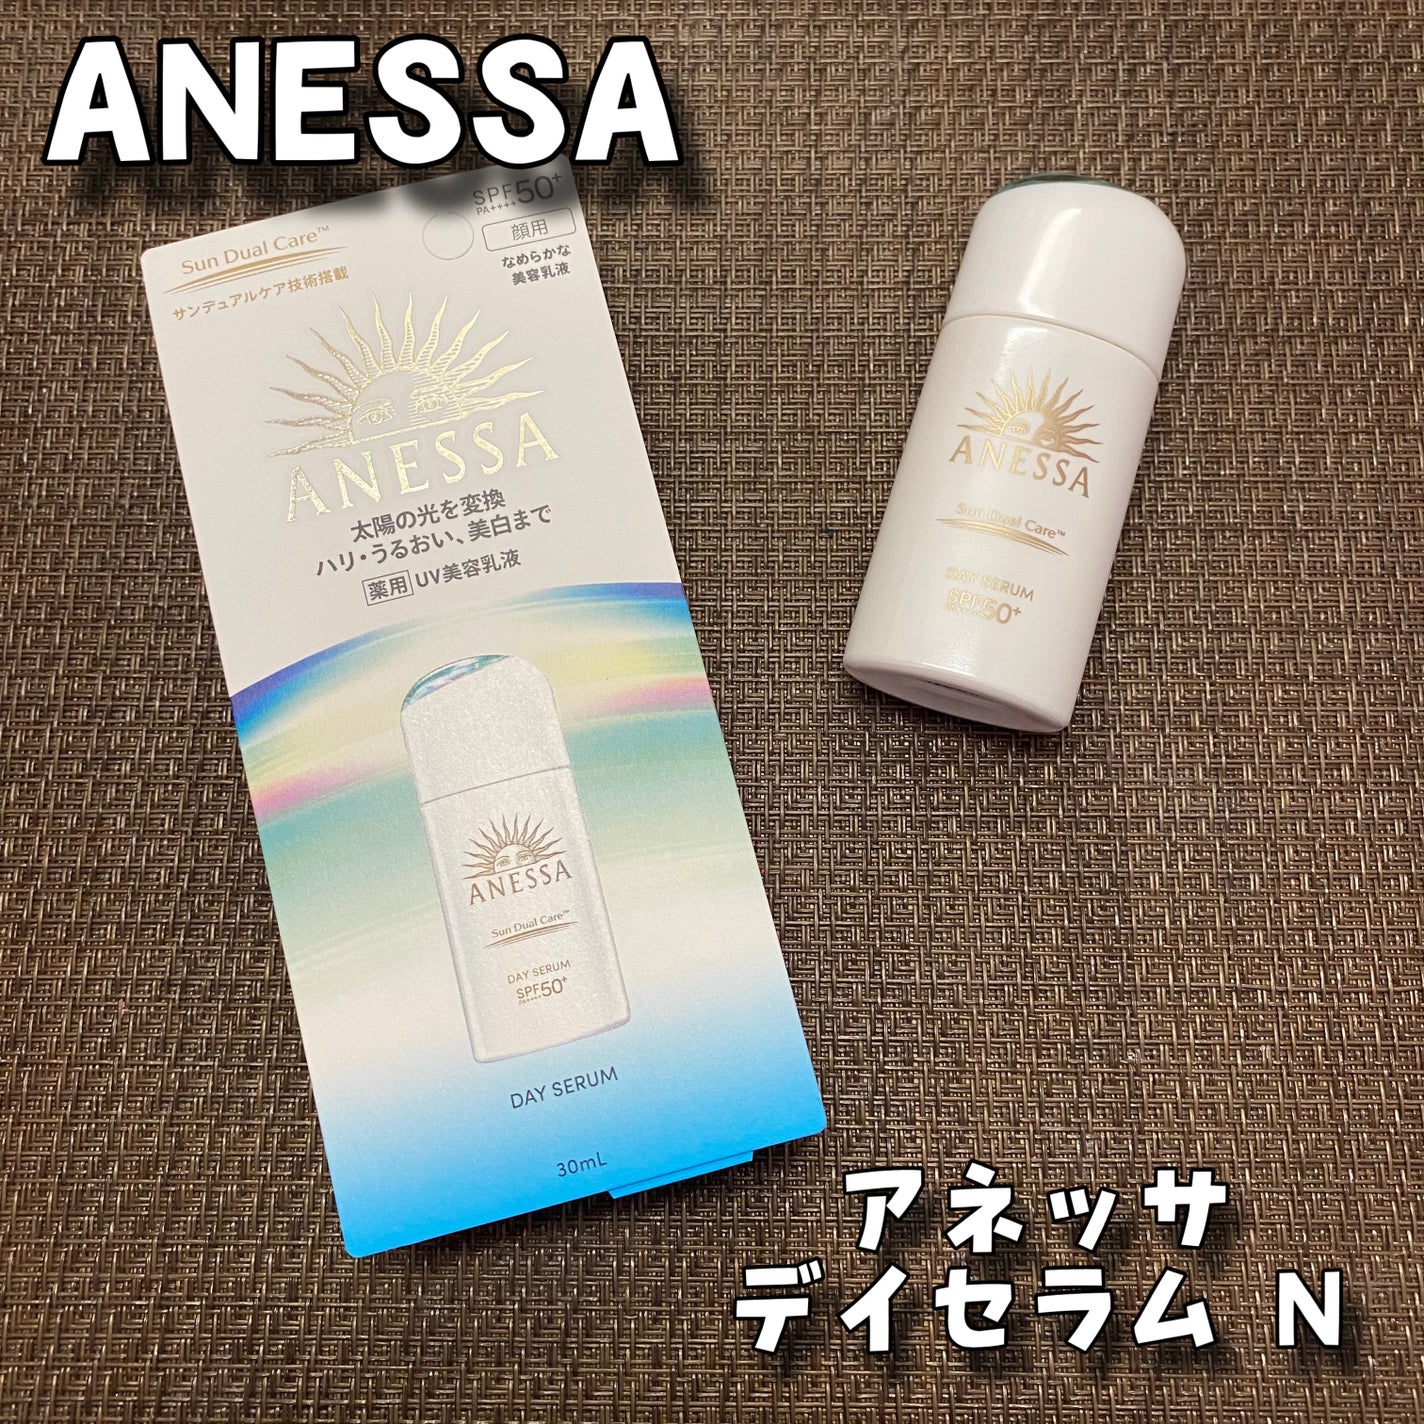 ANESSA
SPF50+
PA++++
顔用
なめらかな
美容乳液
Sun Dual Care™
サンデュアルケア技術搭載
ANESSA
太陽の光を変換
ハリ・うるおい、美白まで
薬用 UV美容乳液
ANESSA
Sun Dual Care™
DAY SERUM
SPF50+
PA++++
DAY SERUM
30mL
ANESSA
Sun Dual Care™
DAY SERUM
SPF50+
アネッサ
デイセラム N